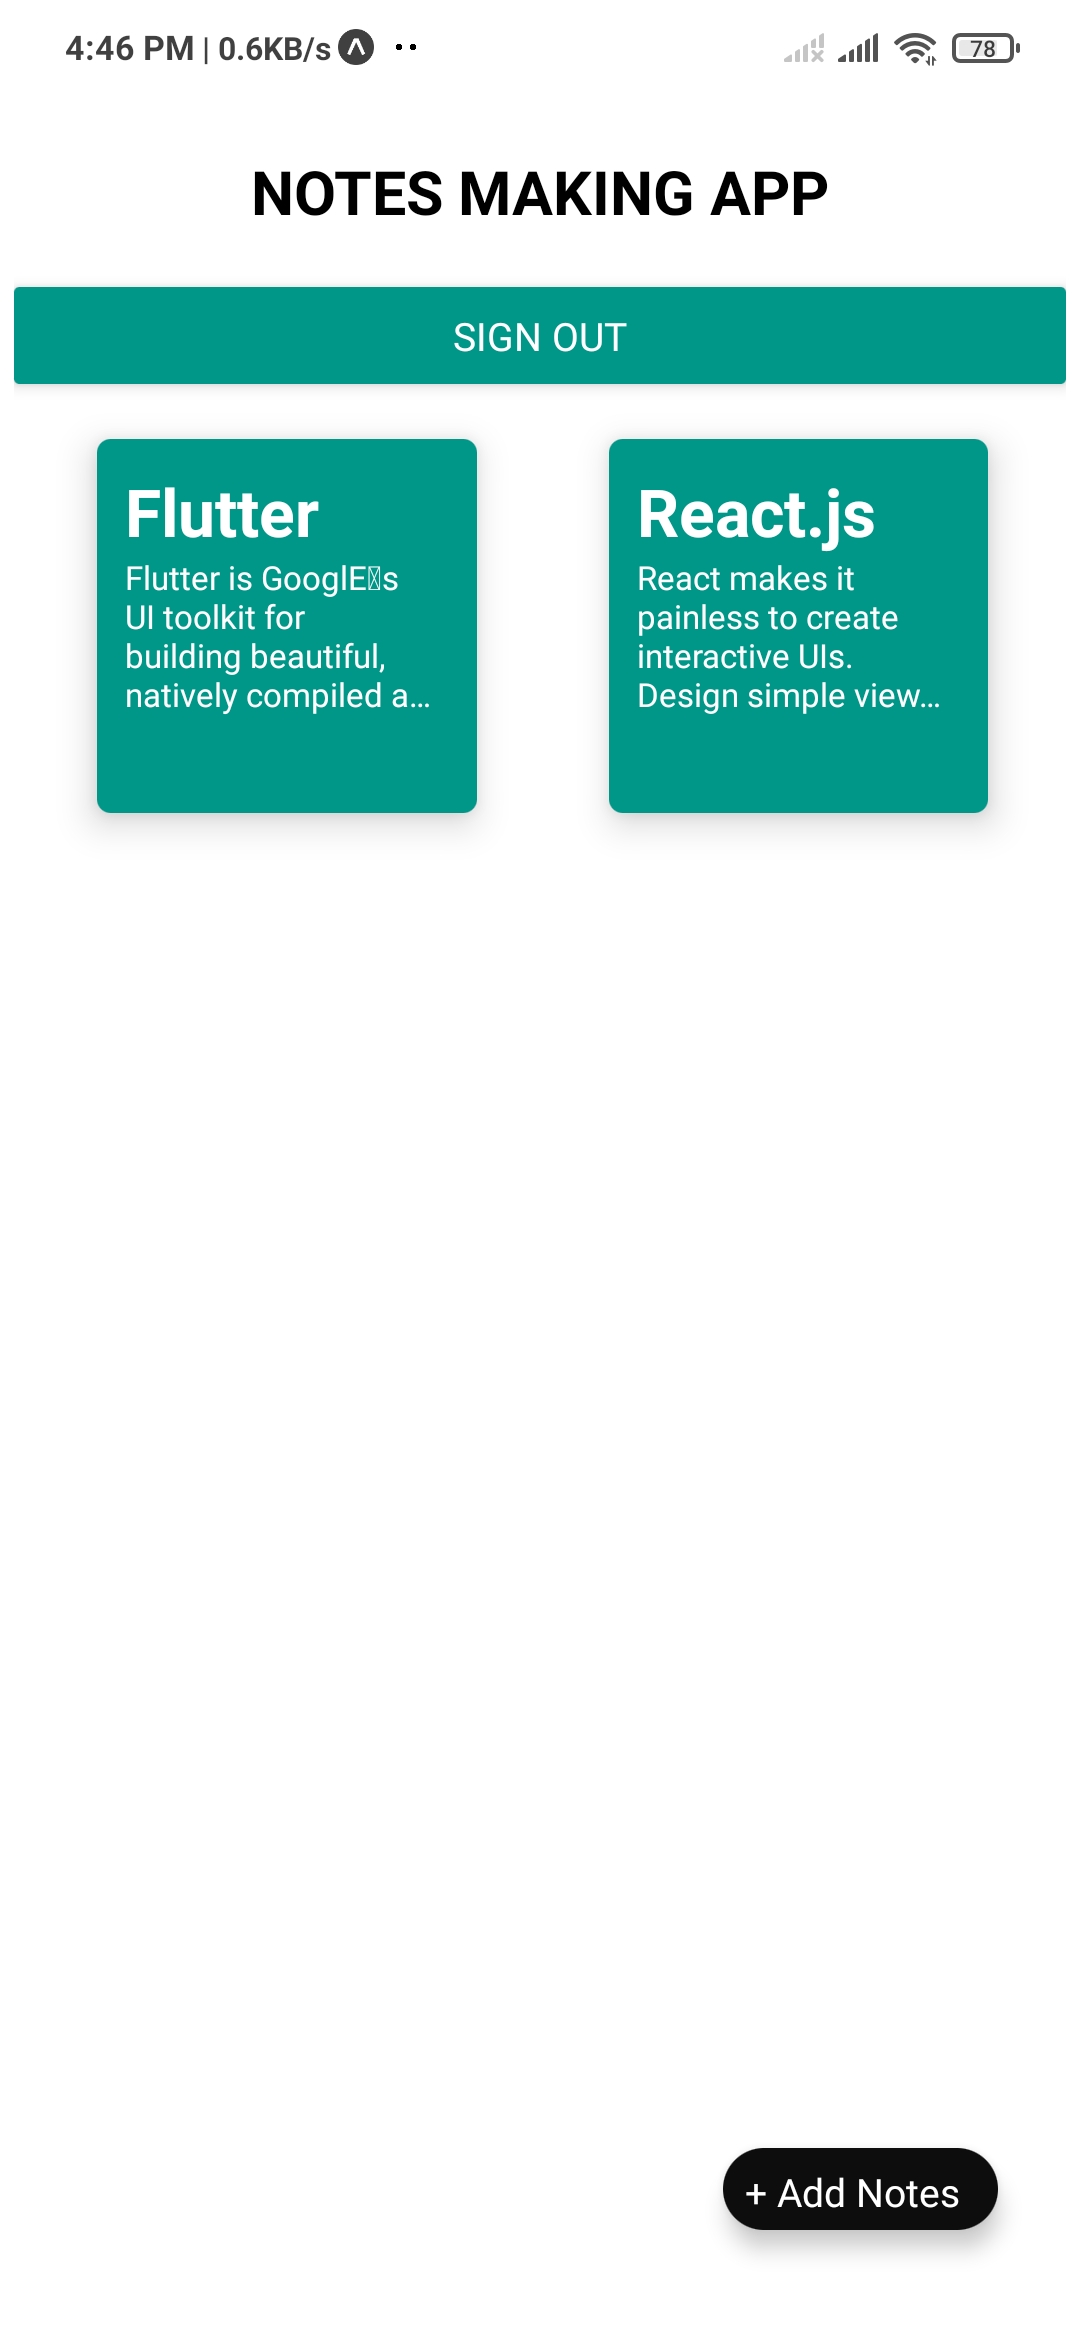 4:46 PM | 0.6KB/s
78
NOTES MAKING APP
SIGN OUT
Flutter
Flutter is GooglE▯s
UI toolkit for
building beautiful,
natively compiled a...
React.js
React makes it
painless to create
interactive UIs.
Design simple view...
+ Add Notes